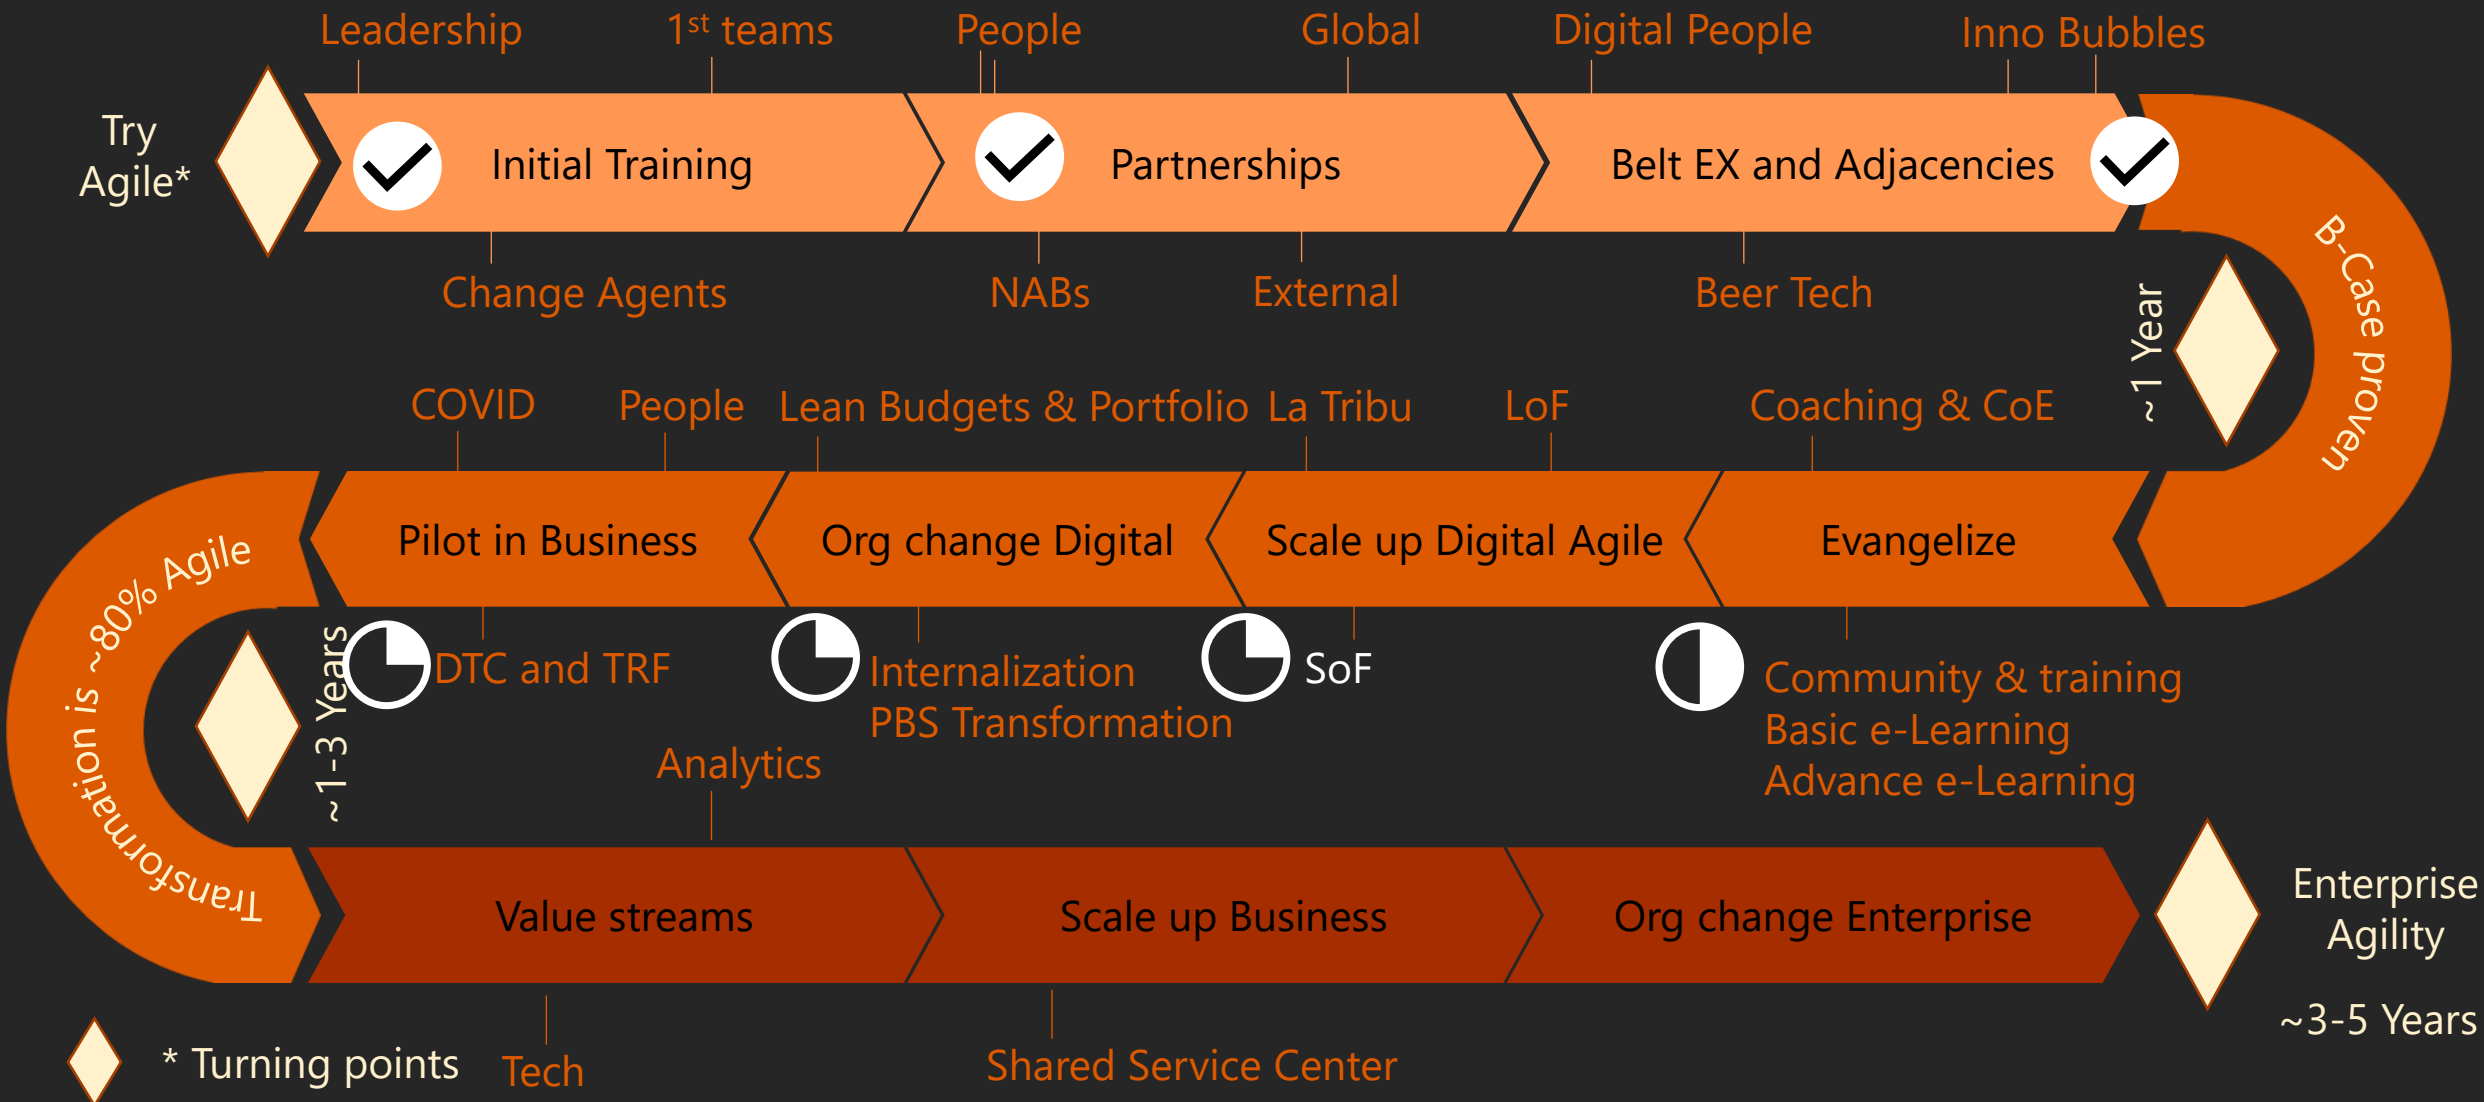 Leadership
1st teams
People
Global
Digital People
Inno Bubbles
Try
Agile*
Initial Training
Partnerships
Belt EX and Adjacencies
Change Agents
NABs
External
Beer Tech
B-Case proven
~1 Year
COVID
People
Lean Budgets & Portfolio
La Tribu
LoF
Coaching & CoE
Pilot in Business
Org change Digital
Scale up Digital Agile
Evangelize
Transformation is ~80% Agile
~1-3 Years
DTC and TRF
Internalization
PBS Transformation
SoF
Community & training
Basic e-Learning
Advance e-Learning
Analytics
Value streams
Scale up Business
Org change Enterprise
Enterprise
Agility
~3-5 Years
* Turning points
Tech
Shared Service Center